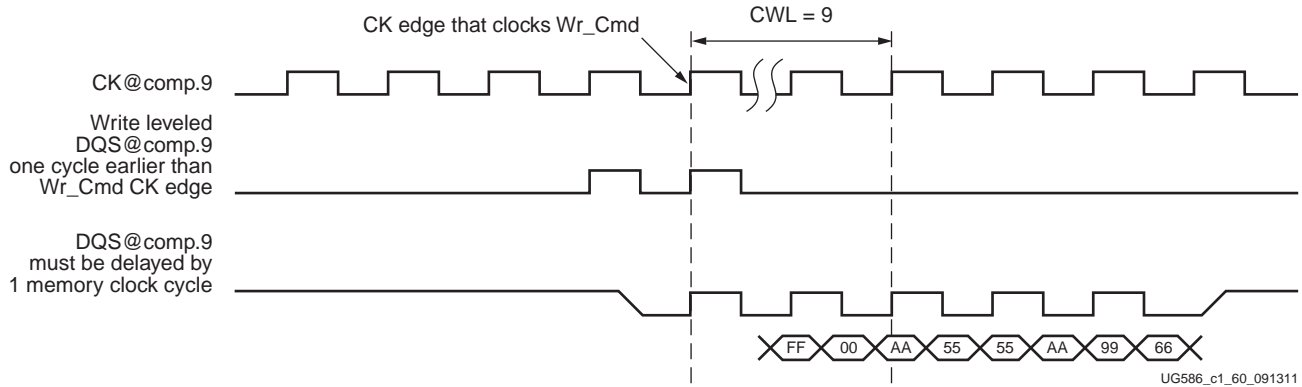 CWL = 9
CK edge that clocks Wr_Cmd
CK@comp.9
Write leveled
DQS@comp.9
one cycle earlier than
Wr_Cmd CK edge
DQS@comp.9
must be delayed by
1 memory clock cycle
FF 00 AA 55 55 AA 99 66
UG586_c1_60_091311